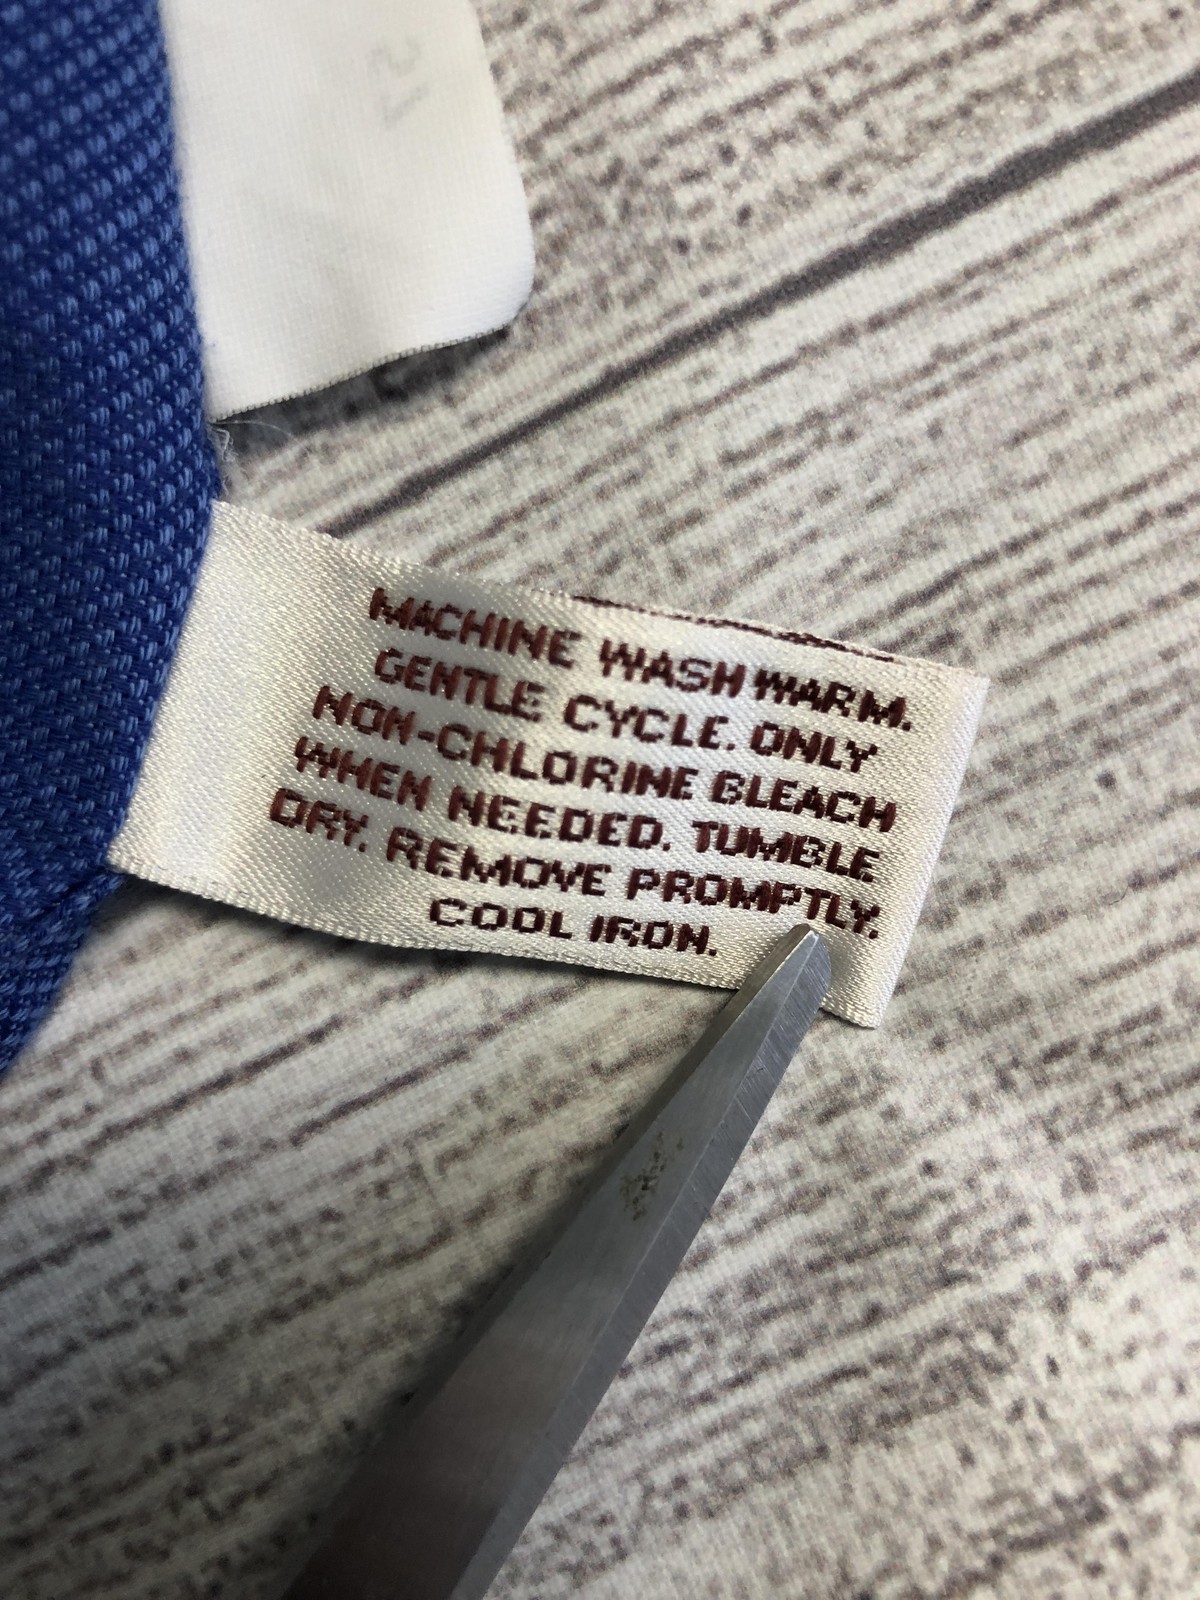 MACHINE WASH WARM.
GENTLE CYCLE. ONLY
NON-CHLORINE BLEACH
WHEN NEEDED. TUMBLE
DRY. REMOVE PROMPTLY.
COOL IRON.